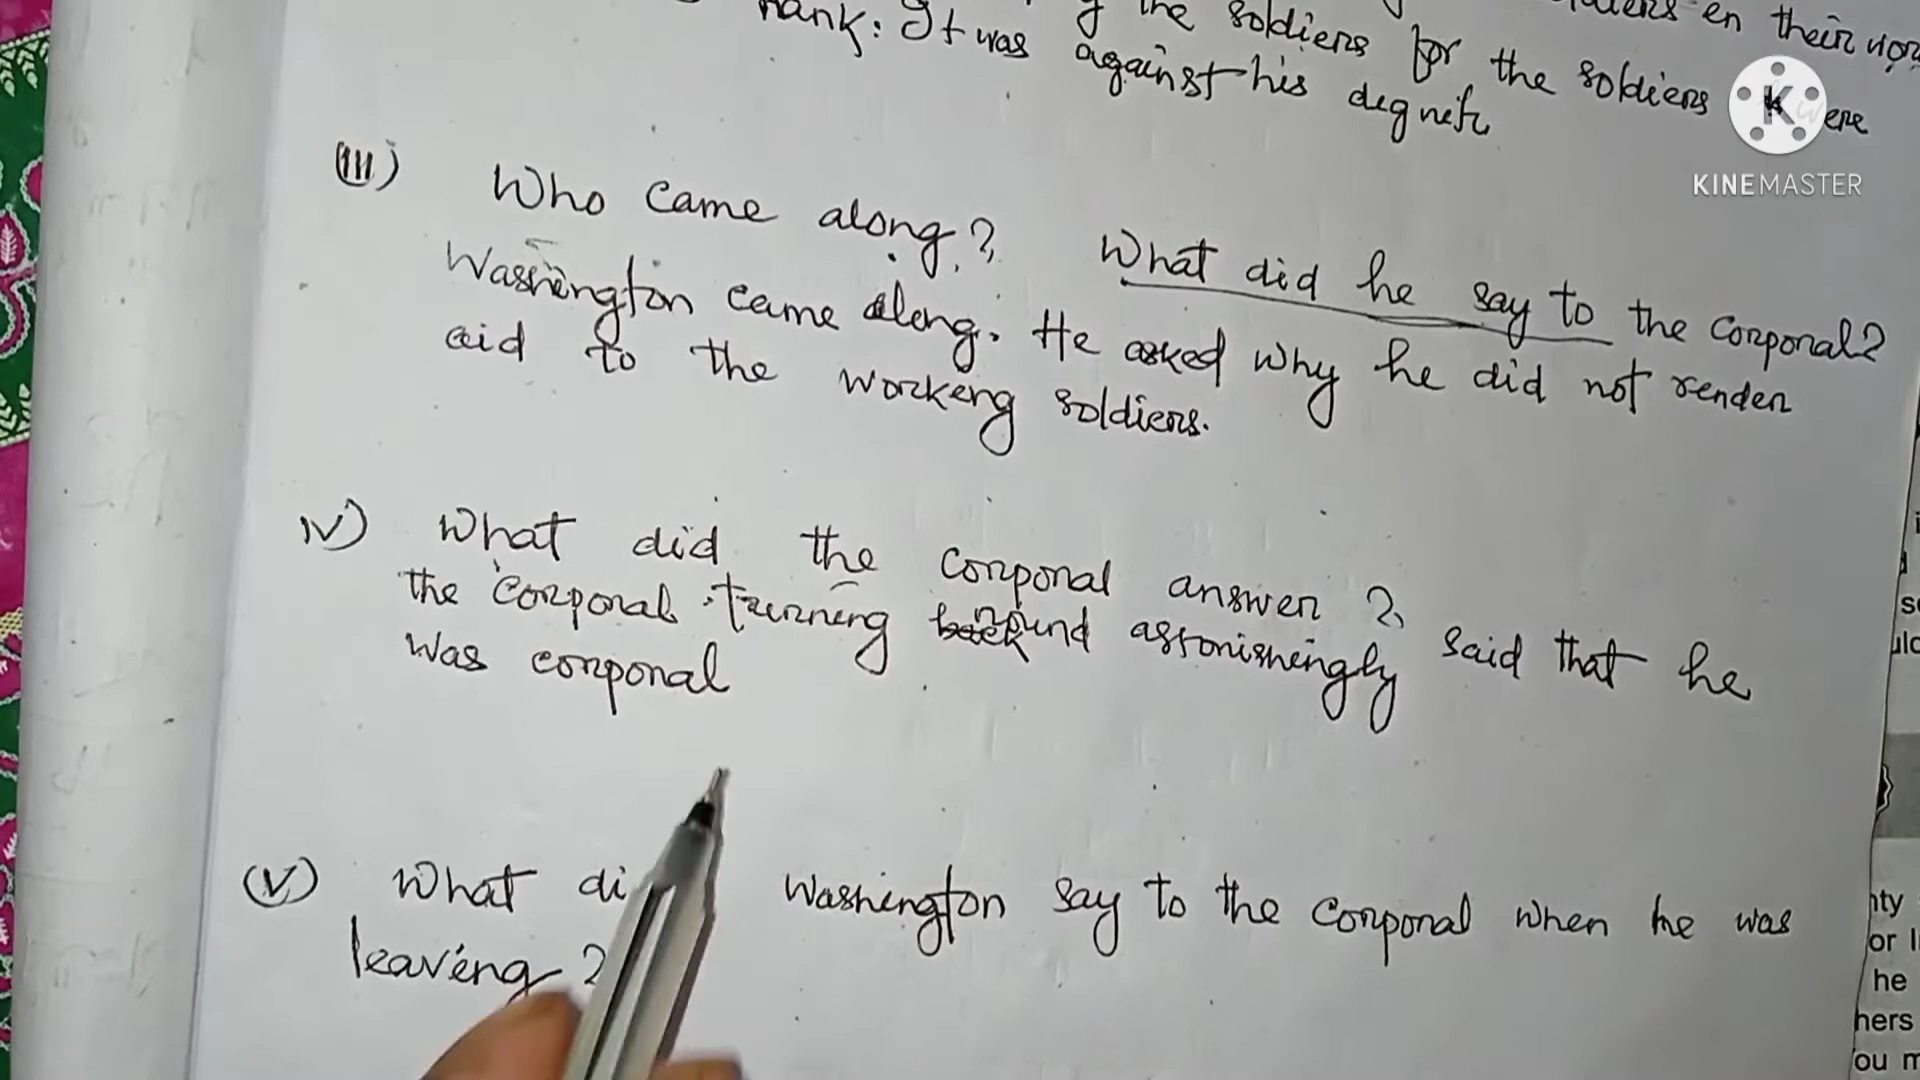 the soldiers for the soldiers were
rank. It was against his
(III) Who came along? What did he say to the Corporal?
Washington came along. He asked why he did not render
aid to the working soldiers.
IV) What did the corporal answer?
the corporal turning round astonishingly said that he
was corporal
(V) What di Washington say to the corporal when he was
leaving?
K
KINEMASTER
he
hers